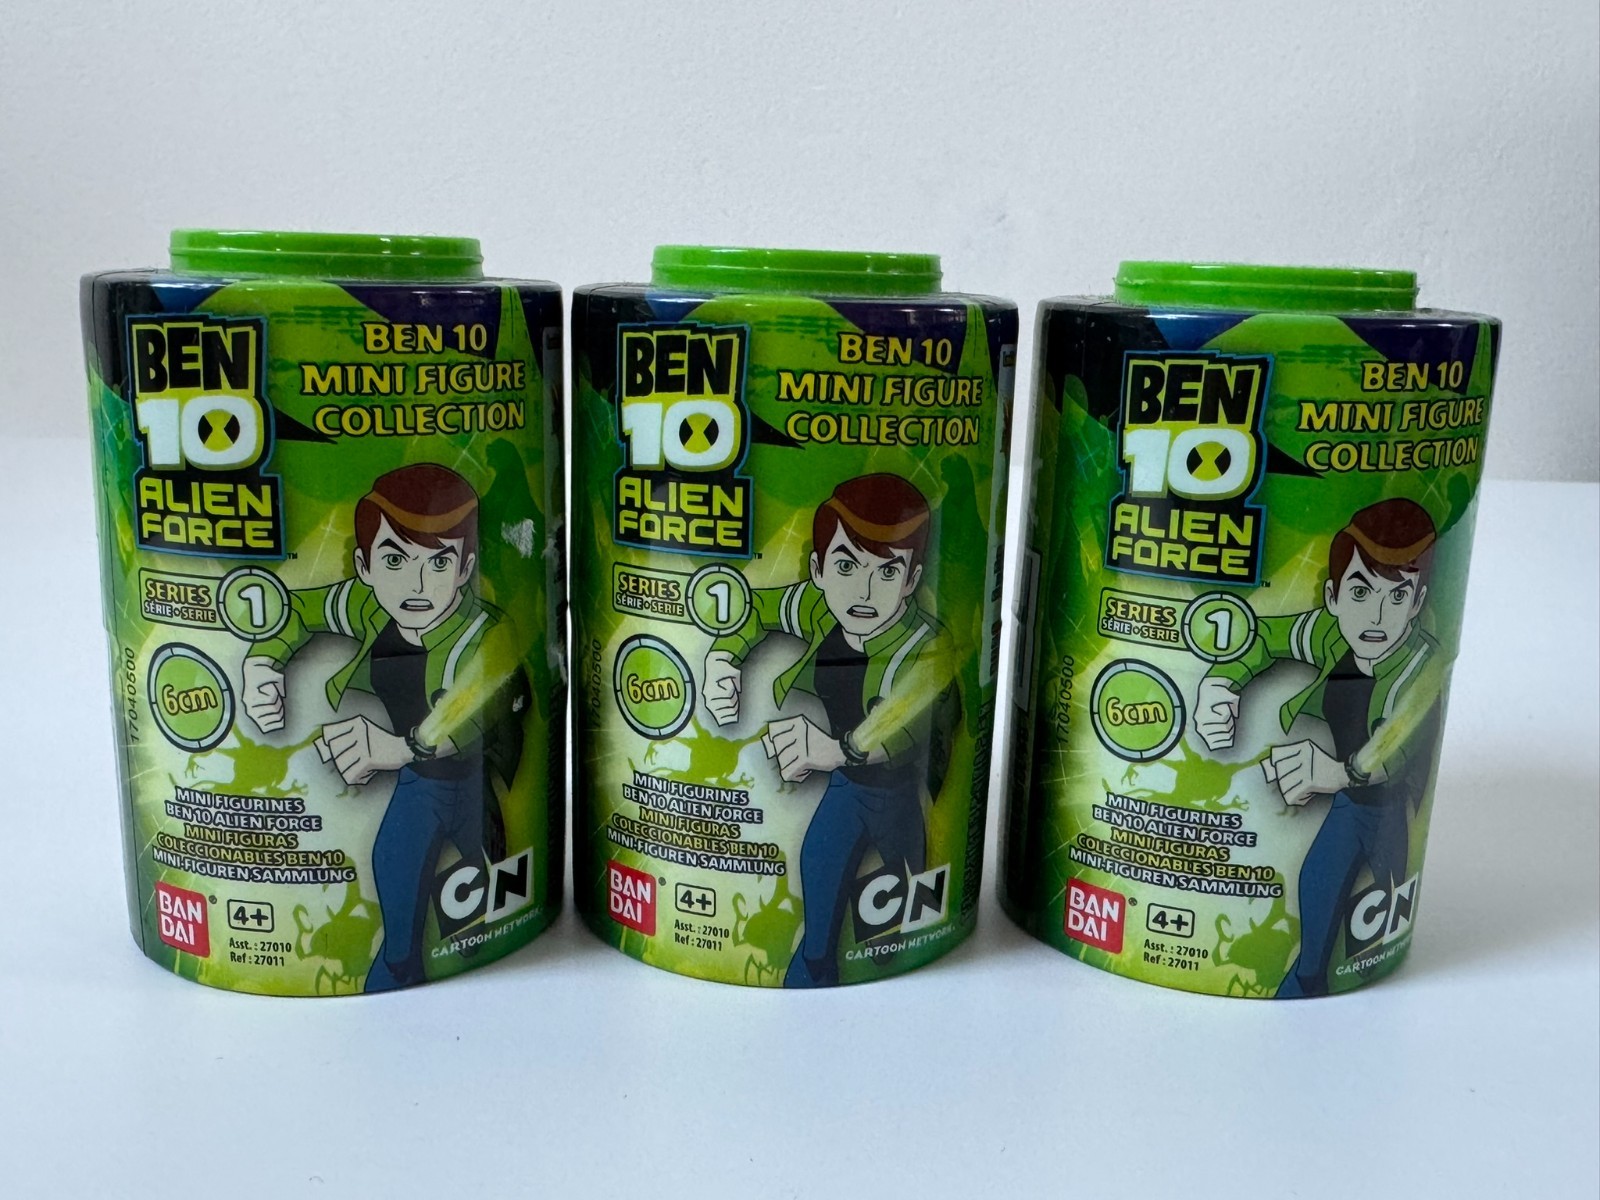 BEN
10
ALIEN
FORCE
™
BEN 10
MINI FIGURE
COLLECTION
SERIES
SÉRIE • SERIE
1
6cm
17040500
MINI FIGURINES
BEN 10 ALIEN FORCE
MINI FIGURAS
COLECCIONABLES BEN 10
MINI-FIGUREN SAMMLUNG
BAN
DAI
®
4+
Asst. : 27010
Ref : 27011
CN
CARTOON NETWORK.
BEN
10
ALIEN
FORCE
™
BEN 10
MINI FIGURE
COLLECTION
SERIES
SÉRIE • SERIE
1
6cm
17040500
MINI FIGURINES
BEN 10 ALIEN FORCE
MINI FIGURAS
COLECCIONABLES BEN 10
MINI-FIGUREN SAMMLUNG
BAN
DAI
®
4+
Asst. : 27010
Ref : 27011
CN
CARTOON NETWORK.
BEN
10
ALIEN
FORCE
™
BEN 10
MINI FIGURE
COLLECTION
SERIES
SÉRIE • SERIE
1
6cm
17040500
MINI FIGURINES
BEN 10 ALIEN FORCE
MINI FIGURAS
COLECCIONABLES BEN 10
MINI-FIGUREN SAMMLUNG
BAN
DAI
®
4+
Asst. : 27010
Ref : 27011
CN
CARTOON NETWORK.